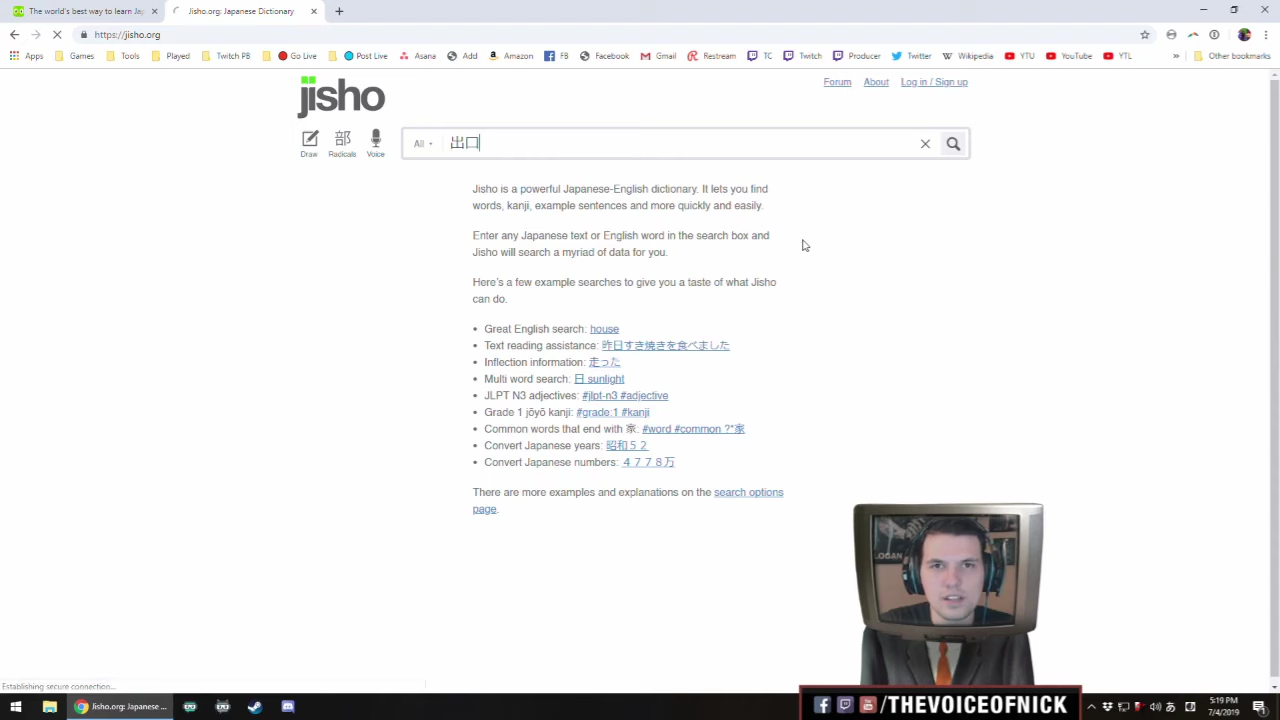 The world's best way to learn Jap
Jisho.org: Japanese Dictionary
https://jisho.org
Apps Games Tools Played Twitch PB Go Live Post Live Asana Add Amazon FB Facebook Gmail Restream TC Twitch Producer Twitter Wikipedia YTU YouTube YTL » Other bookmarks
jisho
Forum About Log in / Sign up
Draw 部 Radicals Voice
All 出口
Jisho is a powerful Japanese-English dictionary. It lets you find
words, kanji, example sentences and more quickly and easily.
Enter any Japanese text or English word in the search box and
Jisho will search a myriad of data for you.
Here's a few example searches to give you a taste of what Jisho
can do.
• Great English search: house
• Text reading assistance: 昨日すき焼きを食べました
• Inflection information: 走った
• Multi word search: 日 sunlight
• JLPT N3 adjectives: #jlpt-n3 #adjective
• Grade 1 jōyō kanji: #grade:1 #kanji
• Common words that end with 家: #word #common ?*家
• Convert Japanese years: 昭和５２
• Convert Japanese numbers: ４７７８万
There are more examples and explanations on the search options
page.
LOGAN
Establishing secure connection...
Jisho.org: Japanese ...
/THEVOICEOFNICK
あ
5:19 PM
7/4/2019